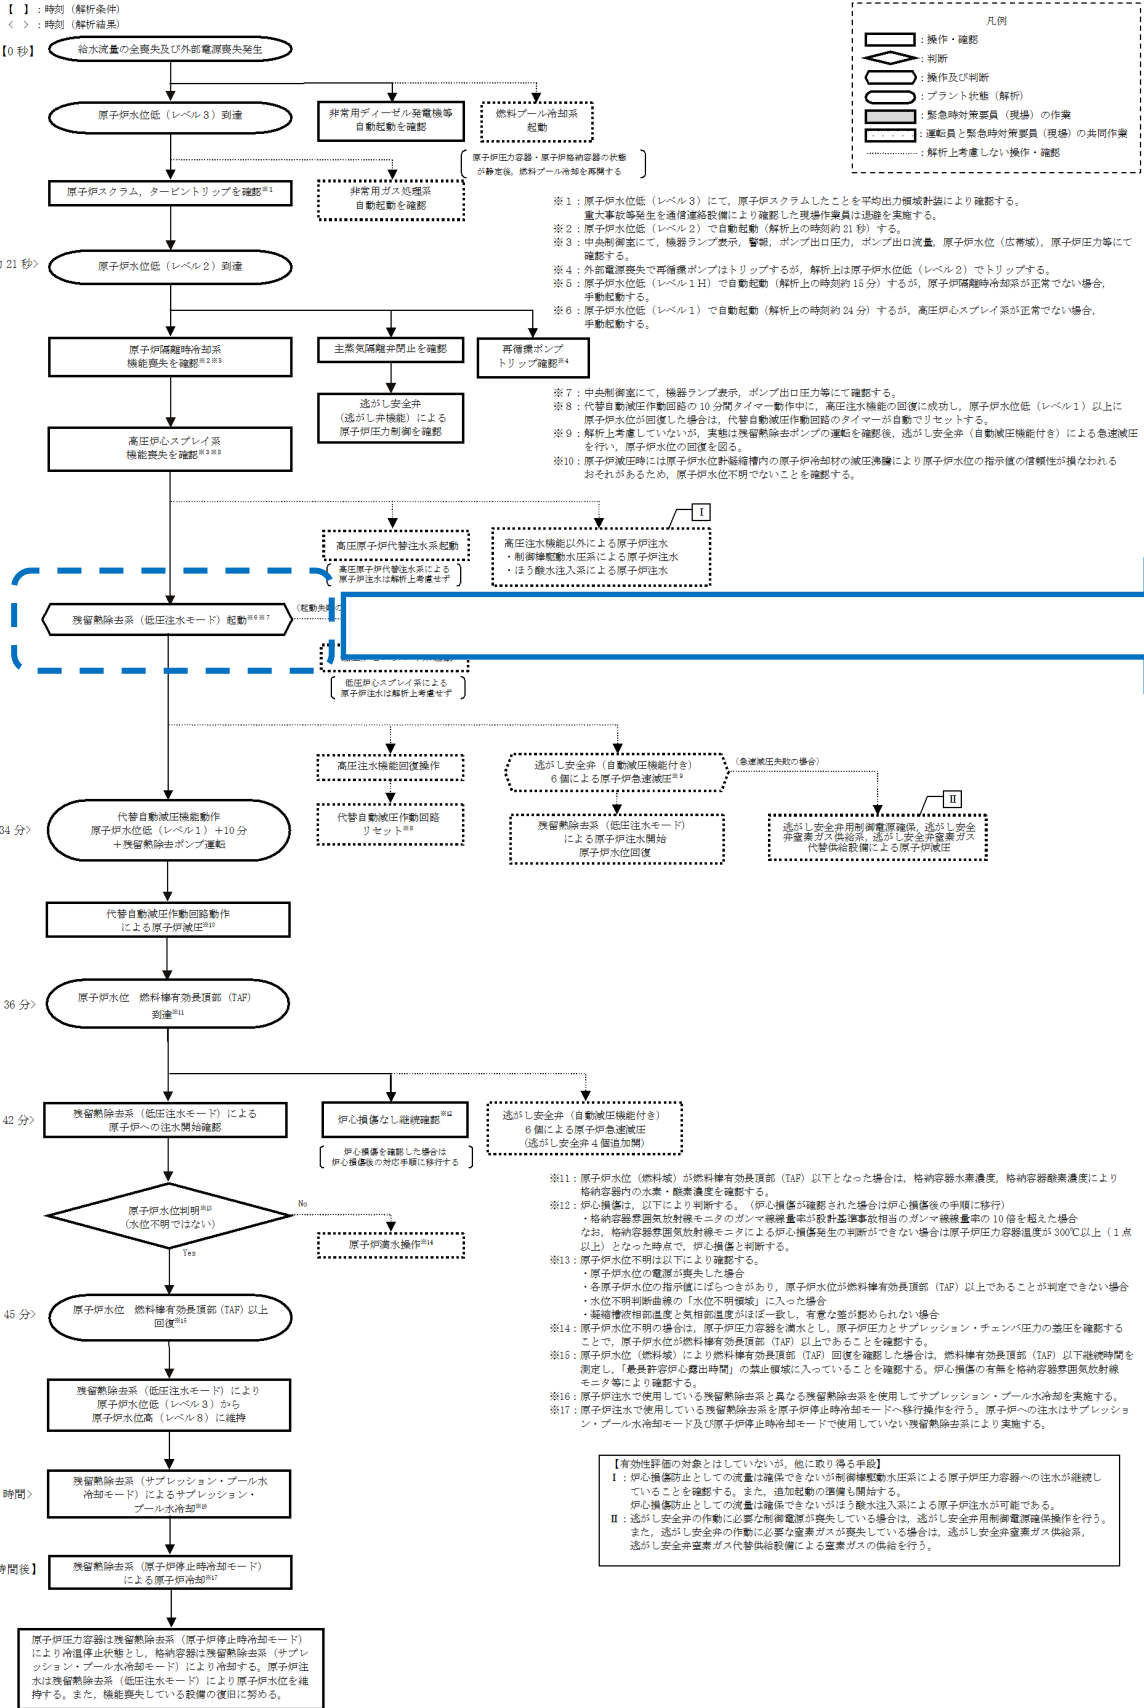 【　】：時刻（解析条件）
＜　＞：時刻（解析結果）
【0 秒】
給水流量の全喪失及び外部電源喪失発生
凡例
：操作・確認
：判断
：操作及び判断
：プラント状態（解析）
：緊急時対策要員（現場）の作業
：運転員と緊急時対策要員（現場）の共同作業
：解析上考慮しない操作・確認
原子炉水位低（レベル３）到達
非常用ディーゼル発電機等
自動起動を確認
燃料プール冷却系
起動
原子炉圧力容器・原子炉格納容器の状態
が静定後，燃料プール冷却を再開する
原子炉スクラム，タービントリップを確認※1
非常用ガス処理系
自動起動を確認
※１：原子炉水位低（レベル３）にて，原子炉スクラムしたことを平均出力領域計装により確認する。
重大事故等発生を通信連絡設備により確認した現場作業員は退避を実施する。
※２：原子炉水位低（レベル２）で自動起動（解析上の時刻約 21 秒）する。
※３：中央制御室にて，機器ランプ表示，警報，ポンプ出口圧力，ポンプ出口流量，原子炉水位（広帯域），原子炉圧力等にて
確認する。
※４：外部電源喪失で再循環ポンプはトリップするが，解析上は原子炉水位低（レベル２）でトリップする。
※５：原子炉水位低（レベル１Ｈ）で自動起動（解析上の時刻約 15 分）するが，原子炉隔離時冷却系が正常でない場合，
手動起動する。
※６：原子炉水位低（レベル１）で自動起動（解析上の時刻約 24 分）するが，高圧炉心スプレイ系が正常でない場合，
手動起動する。
21 秒＞
原子炉水位低（レベル２）到達
原子炉隔離時冷却系
機能喪失を確認※2※3
主蒸気隔離弁閉止を確認
再循環ポンプ
トリップ確認※4
逃がし安全弁
（逃がし弁機能）による
原子炉圧力制御を確認
高圧炉心スプレイ系
機能喪失を確認※3※5
※７：中央制御室にて，機器ランプ表示，ポンプ出口圧力等にて確認する。
※８：代替自動減圧作動回路の 10 分間タイマー動作中に，高圧注水機能の回復に成功し，原子炉水位低（レベル１）以上に
原子炉水位が回復した場合は，代替自動減圧作動回路のタイマーが自動でリセットする。
※９：解析上考慮していないが，実態は残留熱除去ポンプの運転を確認後，逃がし安全弁（自動減圧機能付き）による急速減圧
を行い，原子炉水位の回復を図る。
※10：原子炉減圧時には原子炉水位計凝縮槽内の原子炉冷却材の減圧沸騰により原子炉水位の指示値の信頼性が損なわれる
おそれがあるため，原子炉水位不明でないことを確認する。
Ⅰ
高圧原子炉代替注水系起動
高圧原子炉代替注水系による
原子炉注水は解析上考慮せず
高圧注水機能以外による原子炉注水
・制御棒駆動水圧系による原子炉注水
・ほう酸水注入系による原子炉注水
残留熱除去系（低圧注水モード）起動※6※7
（起動失敗の
低圧炉心スプレイ系による
原子炉注水は解析上考慮せず
高圧注水機能回復操作
逃がし安全弁（自動減圧機能付き）
６個による原子炉急速減圧※9
（急速減圧失敗の場合）
Ⅱ
34 分＞
代替自動減圧機能動作
原子炉水位低（レベル１）＋10 分
＋残留熱除去ポンプ運転
代替自動減圧作動回路
リセット※8
残留熱除去系（低圧注水モード）
による原子炉注水開始
原子炉水位回復
逃がし安全弁用制御電源確保，逃がし安全
弁窒素ガス供給系，逃がし安全弁窒素ガス
代替供給設備による原子炉減圧
代替自動減圧作動回路動作
による原子炉減圧※10
36 分＞
原子炉水位　燃料棒有効長頂部（TAF）
到達※11
42 分＞
残留熱除去系（低圧注水モード）による
原子炉への注水開始確認
炉心損傷なし継続確認※12
炉心損傷を確認した場合は
炉心損傷後の対応手順に移行する
逃がし安全弁（自動減圧機能付き）
６個による原子炉急速減圧
（逃がし安全弁４個追加開）
原子炉水位判明※13
（水位不明ではない）
No
Yes
原子炉満水操作※14
※11：原子炉水位（燃料域）が燃料棒有効長頂部（TAF）以下となった場合は，格納容器水素濃度，格納容器酸素濃度により
格納容器内の水素・酸素濃度を確認する。
※12：炉心損傷は，以下により判断する。（炉心損傷が確認された場合は炉心損傷後の手順に移行）
・格納容器雰囲気放射線モニタのガンマ線線量率が設計基準事故相当のガンマ線線量率の 10 倍を超えた場合
なお，格納容器雰囲気放射線モニタによる炉心損傷発生の判断ができない場合は原子炉圧力容器温度が 300℃以上（１点
以上）となった時点で，炉心損傷と判断する。
※13：原子炉水位不明は以下により確認する。
・原子炉水位の電源が喪失した場合
・各原子炉水位の指示値にばらつきがあり，原子炉水位が燃料棒有効長頂部（TAF）以上であることが判定できない場合
・水位不明判断曲線の「水位不明領域」に入った場合
・凝縮槽液相部温度と気相部温度がほぼ一致し，有意な差が認められない場合
※14：原子炉水位不明の場合は，原子炉圧力容器を満水とし，原子炉圧力とサプレッション・チェンバ圧力の差圧を確認する
ことで，原子炉水位が燃料棒有効長頂部（TAF）以上であることを確認する。
※15：原子炉水位（燃料域）により燃料棒有効長頂部（TAF）回復を確認した場合は，燃料棒有効長頂部（TAF）以下継続時間を
測定し，「最長許容炉心露出時間」の禁止領域に入っていることを確認する。炉心損傷の有無を格納容器雰囲気放射線
モニタ等により確認する。
※16：原子炉注水で使用している残留熱除去系と異なる残留熱除去系を使用してサプレッション・プール水冷却を実施する。
※17：原子炉注水で使用している残留熱除去系を原子炉停止時冷却モードへ移行操作を行う。原子炉への注水はサプレッショ
ン・プール水冷却モード及び原子炉停止時冷却モードで使用していない残留熱除去系により実施する。
45 分＞
原子炉水位　燃料棒有効長頂部（TAF）以上
回復※15
残留熱除去系（低圧注水モード）により
原子炉水位低（レベル３）から
原子炉水位高（レベル８）に維持
時間＞
残留熱除去系（サプレッション・プール水
冷却モード）によるサプレッション・
プール水冷却※16
時間後】
残留熱除去系（原子炉停止時冷却モード）
による原子炉冷却※17
【有効性評価の対象とはしていないが，他に取り得る手段】
Ⅰ：炉心損傷防止としての流量は確保できないが制御棒駆動水圧系による原子炉圧力容器への注水が継続し
ていることを確認する。また，追加起動の準備も開始する。
炉心損傷防止としての流量は確保できないがほう酸水注入系による原子炉注水が可能である。
Ⅱ：逃がし安全弁の作動に必要な制御電源が喪失している場合は，逃がし安全弁用制御電源確保操作を行う。
また，逃がし安全弁の作動に必要な窒素ガスが喪失している場合は，逃がし安全弁窒素ガス供給系，
逃がし安全弁窒素ガス代替供給設備による窒素ガスの供給を行う。
原子炉圧力容器は残留熱除去系（原子炉停止時冷却モード）
により冷温停止状態とし，格納容器は残留熱除去系（サプレ
ッション・プール水冷却モード）により冷却する。原子炉注
水は残留熱除去系（低圧注水モード）により原子炉水位を維
持する。また，機能喪失している設備の復旧に努める。